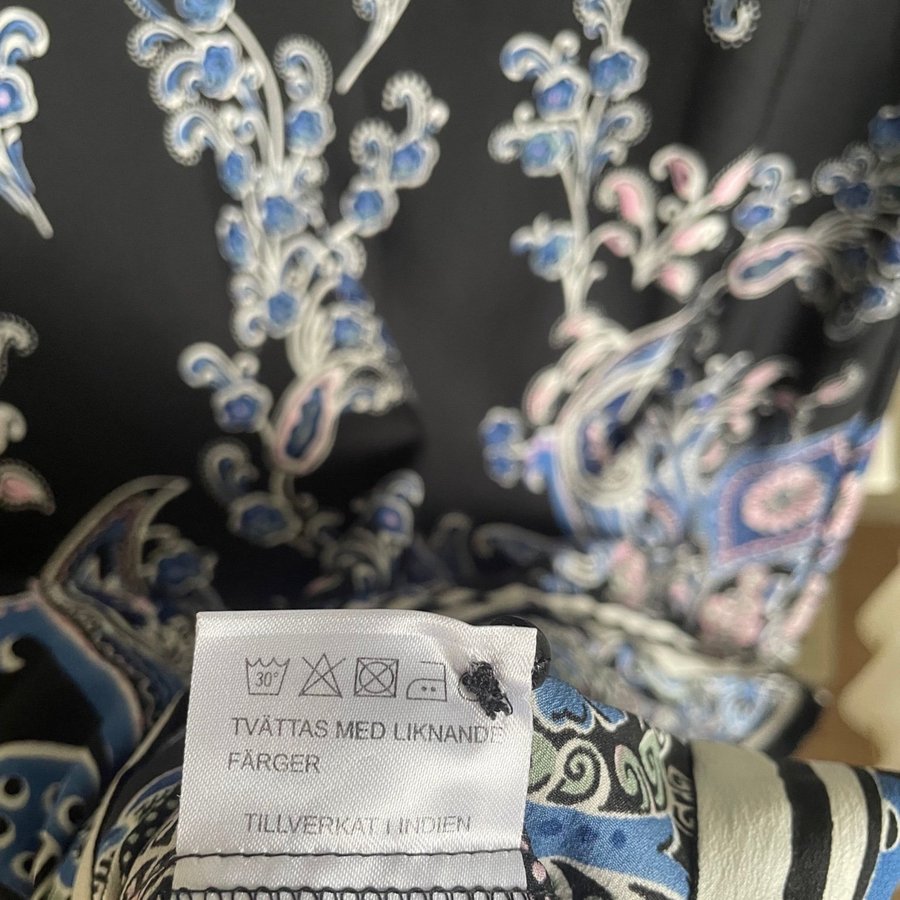 30°
TVÄTTAS MED LIKNANDE
FÄRGER
TILLVERKAT I INDIEN